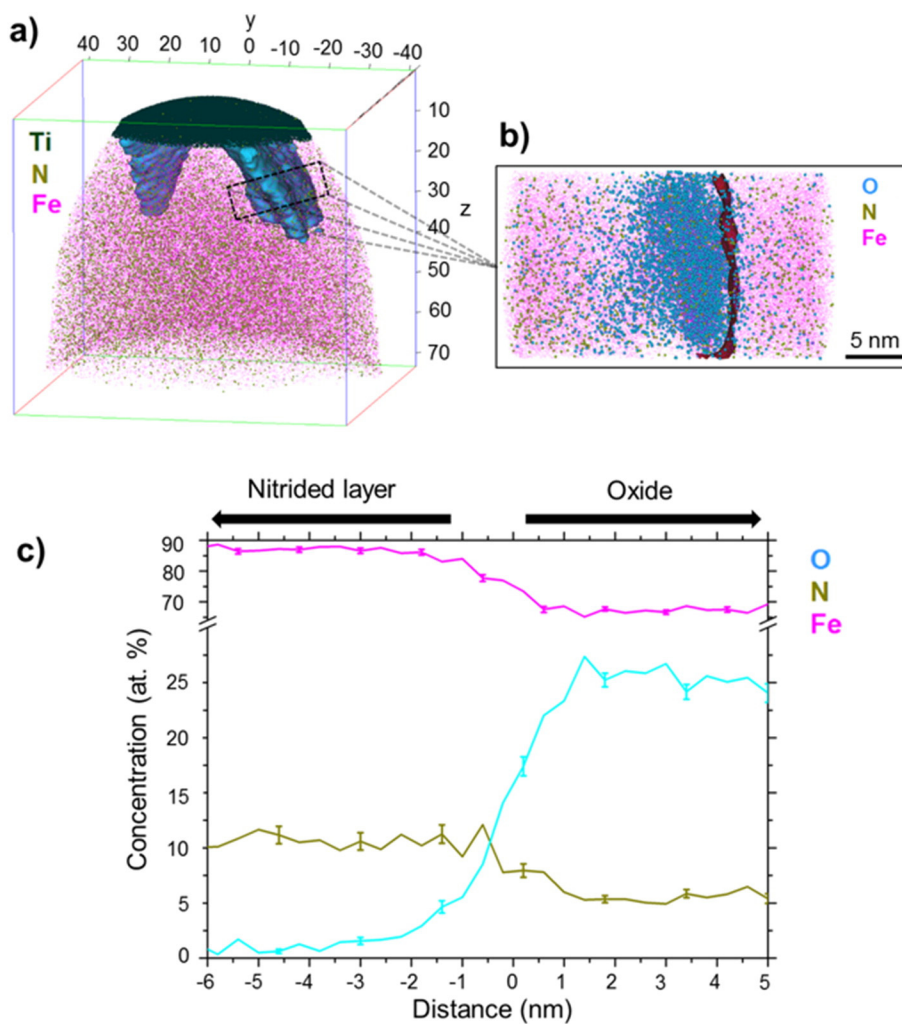 a)
y
40 30 20 10 0 -10 -20 -30 -40
Ti
N
Fe
10
20
30
40
50
60
70
z
b)
O
N
Fe
5 nm
Nitrided layer
Oxide
c)
90
80
70
25
20
15
10
5
0
Concentration (at. %)
-6 -5 -4 -3 -2 -1 0 1 2 3 4 5
Distance (nm)
O
N
Fe